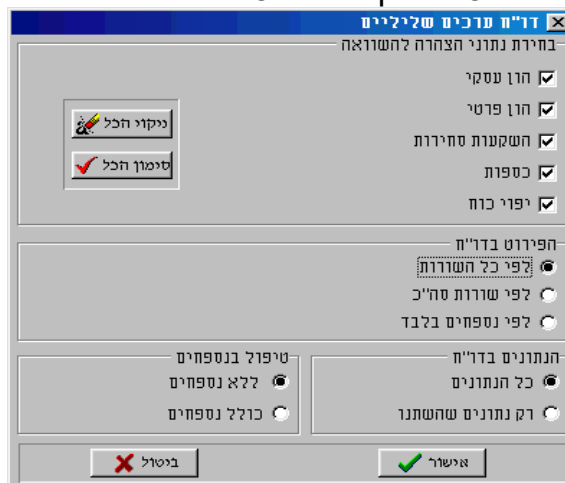 דו"ח ערכים שליליים
בחירת נתוני הצהרה להשוואה
הון עסקי
הון פרטי
השקעות סחירות
כספות
יפוי כוח
ניקוי הכל
סימון הכל
הפירוט בדו"ח
לפי כל השורות
לפי שורות סה"כ
לפי נספחים בלבד
הנתונים בדו"ח
כל הנתונים
רק נתונים שהשתנו
טיפול בנספחים
ללא נספחים
כולל נספחים
אישור
ביטול